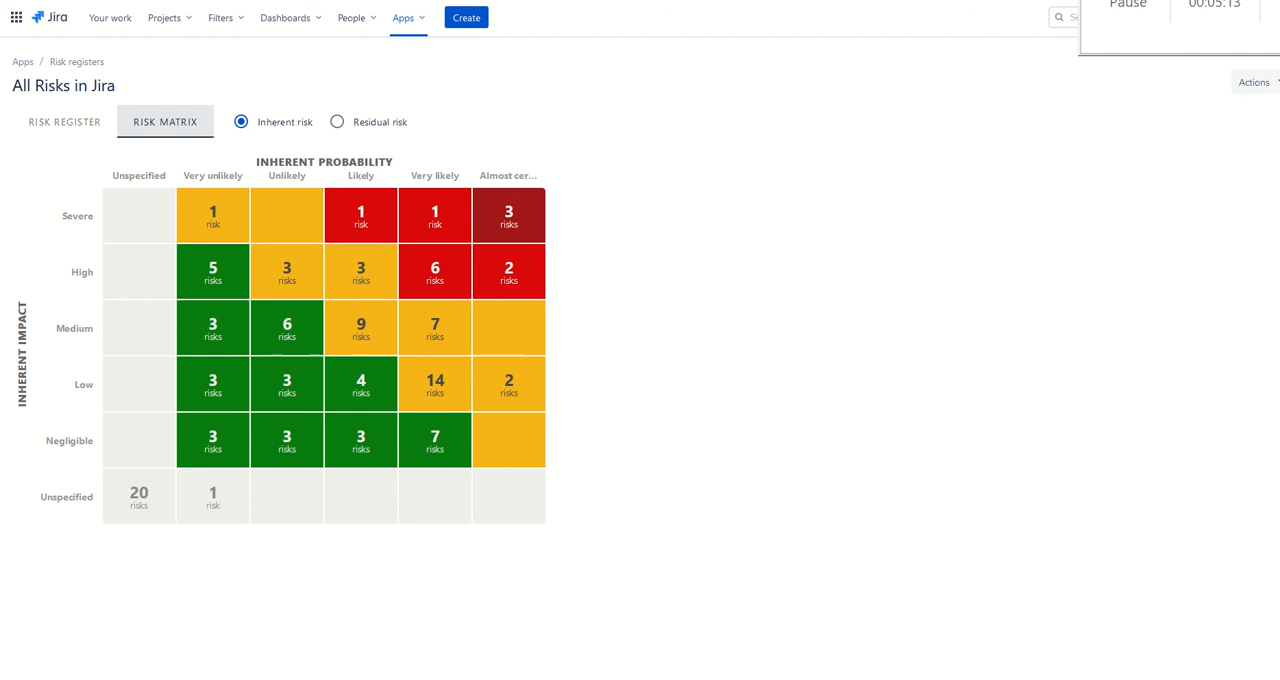 Jira Your work Projects Filters Dashboards People Apps Create
Pause 00:05:13
Apps / Risk registers
All Risks in Jira
Actions
RISK REGISTER RISK MATRIX Inherent risk Residual risk
INHERENT PROBABILITY
Unspecified Very unlikely Unlikely Likely Very likely Almost cer...
INHERENT IMPACT
Severe 1 risk 1 risk 1 risk 3 risks
High 5 risks 3 risks 3 risks 6 risks 2 risks
Medium 3 risks 6 risks 9 risks 7 risks
Low 3 risks 3 risks 4 risks 14 risks 2 risks
Negligible 3 risks 3 risks 3 risks 7 risks
Unspecified 20 risks 1 risk